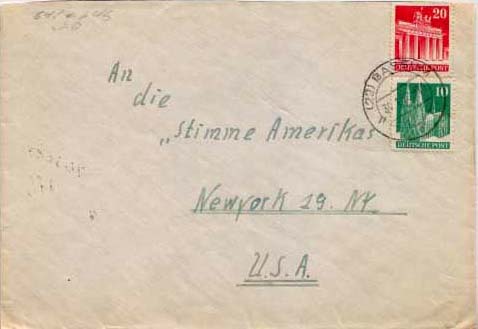 20
DEUTSCHE POST
10
DEUTSCHE POST
An
die
„Stimme Amerikas
Newyork 19. NY
U.S.A.